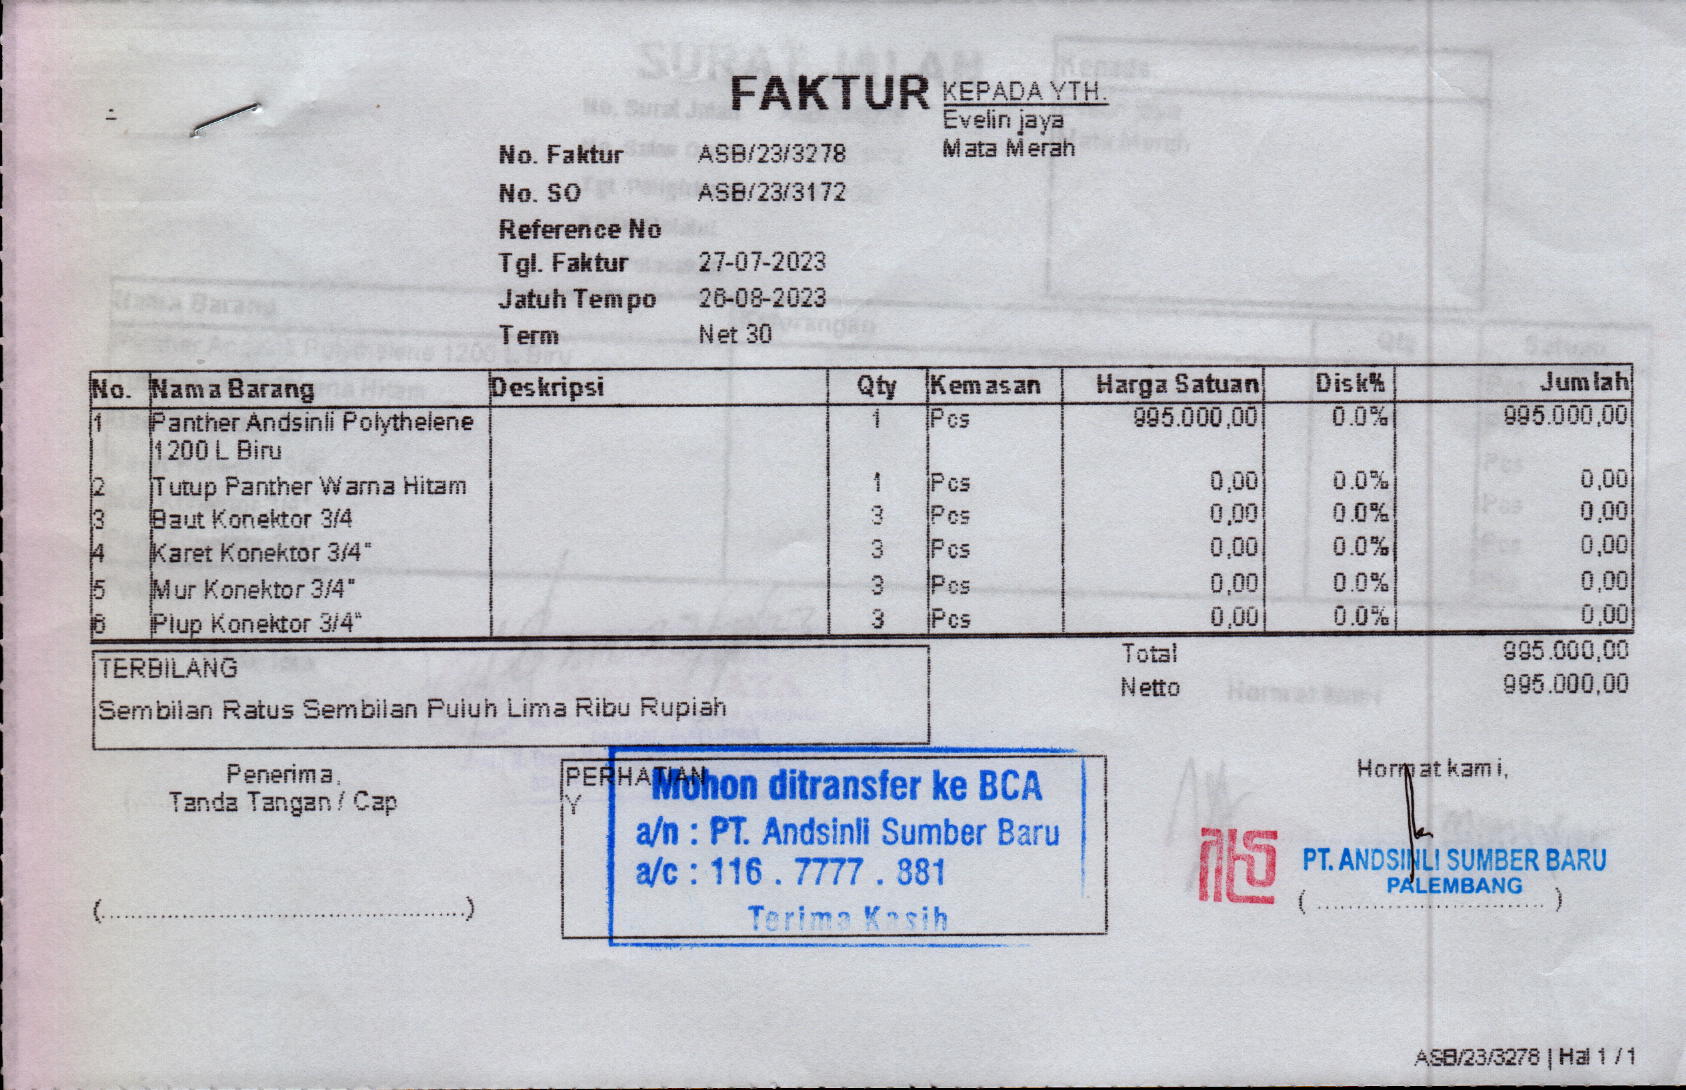 FAKTUR
KEPADA YTH.
Evelin jaya
Mata Merah
No. Faktur ASB/23/3278
No. SO ASB/23/3172
Reference No
Tgl. Faktur 27-07-2023
Jatuh Tempo 26-08-2023
Term Net 30
No. Nama Barang Deskripsi Qty Kemasan Harga Satuan Disk% Jumlah
1 Panther Andsinli Polythelene 1 Pcs 995.000,00 0.0% 995.000,00
1200 L Biru
2 Tutup Panther Warna Hitam 1 Pcs 0,00 0.0% 0,00
3 Baut Konektor 3/4 3 Pcs 0,00 0.0% 0,00
4 Karet Konektor 3/4" 3 Pcs 0,00 0.0% 0,00
5 Mur Konektor 3/4" 3 Pcs 0,00 0.0% 0,00
6 Plup Konektor 3/4" 3 Pcs 0,00 0.0% 0,00
Total 995.000,00
Netto 995.000,00
TERBILANG
Sembilan Ratus Sembilan Puluh Lima Ribu Rupiah
Penerima,
Tanda Tangan / Cap
PERHATIAN
Y
Mohon ditransfer ke BCA
a/n : PT. Andsinli Sumber Baru
a/c : 116 . 7777 . 881
Terima Kasih
Hormat kami,
PT. ANDSINLI SUMBER BARU
PALEMBANG
(................................................)
(................................)
ASB/23/3278 | Hal 1 / 1